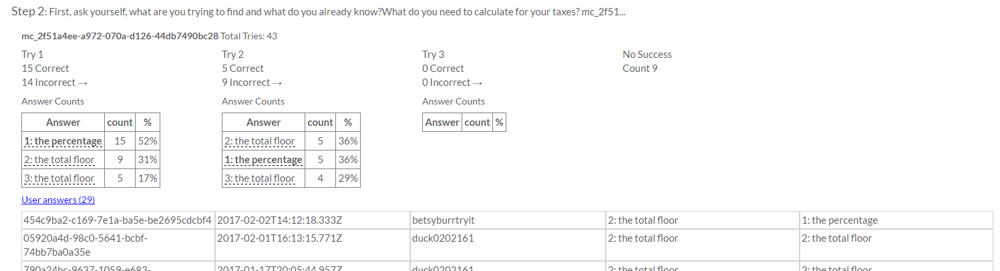 Step 2: First, ask yourself, what are you trying to find and what do you already know?What do you need to calculate for your taxes? mc_2f51...
mc_2f51a4ee-a972-070a-d126-44db7490bc28 Total Tries: 43
Try 1 Try 2 Try 3 No Success
15 Correct 5 Correct 0 Correct Count 9
14 Incorrect → 9 Incorrect → 0 Incorrect →
Answer Counts Answer Counts Answer Counts
Answer count % Answer count % Answer count %
1: the percentage 15 52% 2: the total floor 5 36%
2: the total floor 9 31% 1: the percentage 5 36%
3: the total floor 5 17% 3: the total floor 4 29%
User answers (29)
454c9ba2-c169-7e1a-ba5e-be2695cdcbf4 2017-02-02T14:12:18.333Z betsyburrtryit 2: the total floor 1: the percentage
05920a4d-98c0-5641-bcbf- 2017-02-01T16:13:15.771Z duck0202161 2: the total floor 2: the total floor
74bb7ba0a35e
790a24bc-9637-1059-e683- 2017-01-17T20:05:44.957Z duck0202161 2: the total floor 2: the total floor